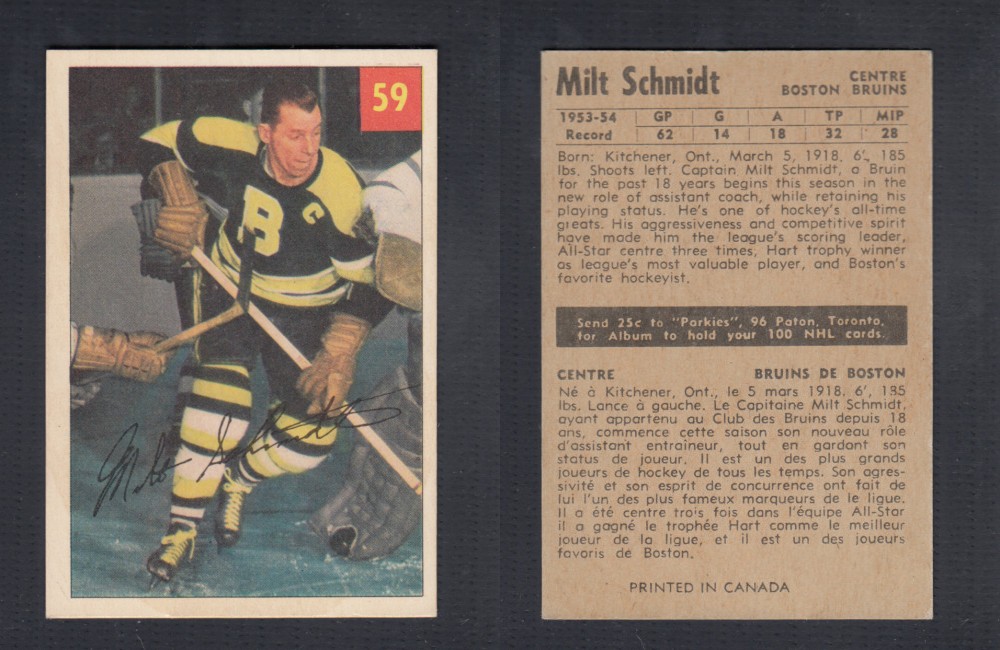 59
B
C
Milt Schmidt
Milt Schmidt
CENTRE
BOSTON BRUINS
1953-54 GP G A TP MIP
Record 62 14 18 32 28
Born: Kitchener, Ont., March 5, 1918. 6', 185
lbs. Shoots left. Captain Milt Schmidt, a Bruin
for the past 18 years begins this season in the
new role of assistant coach, while retaining his
playing status. He's one of hockey's all-time
greats. His aggressiveness and competitive spirit
have made him the league's scoring leader,
All-Star centre three times, Hart trophy winner
as league's most valuable player, and Boston's
favorite hockeyist.
Send 25c to "Parkies", 96 Paton, Toronto,
for Album to hold your 100 NHL cards.
CENTRE BRUINS DE BOSTON
Né à Kitchener, Ont., le 5 mars 1918. 6', 185
lbs. Lance à gauche. Le Capitaine Milt Schmidt,
ayant appartenu au Club des Bruins depuis 18
ans, commence cette saison son nouveau rôle
d'assistant entraîneur, tout en gardant son
status de joueur. Il est un des plus grands
joueurs de hockey de tous les temps. Son agres-
sivité et son esprit de concurrence ont fait de
lui l'un des plus fameux marqueurs de le ligue.
Il a été centre trois fois dans l'équipe All-Star
il a gagné le trophée Hart comme le meilleur
joueur de la ligue, et il est un des joueurs
favoris de Boston.
PRINTED IN CANADA